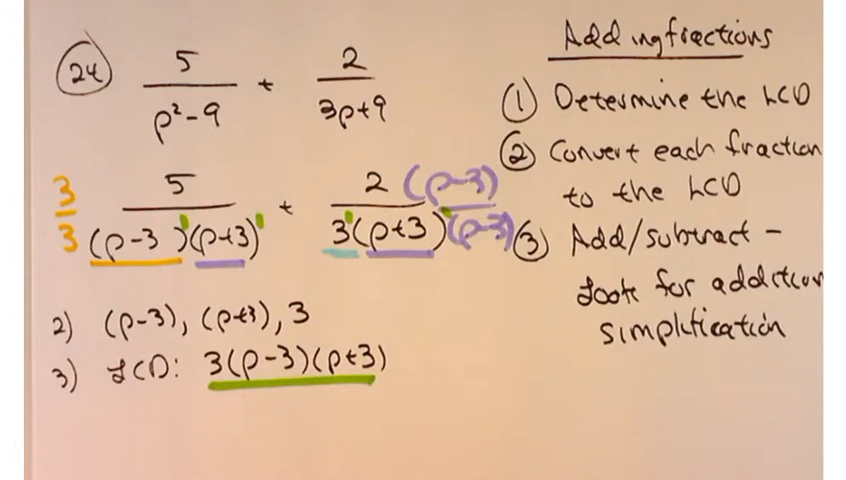 24
5/(p²-9) + 2/(3p+9)
3/3 5/((p-3)'(p+3)') + 2(p-3)/(3'(p+3)'(p-3))
2) (p-3), (p+3), 3
3) LCD: 3(p-3)(p+3)
Adding fractions
① Determine the LCD
② Convert each fraction
to the LCD
③ Add/subtract -
Look for addition
simplification